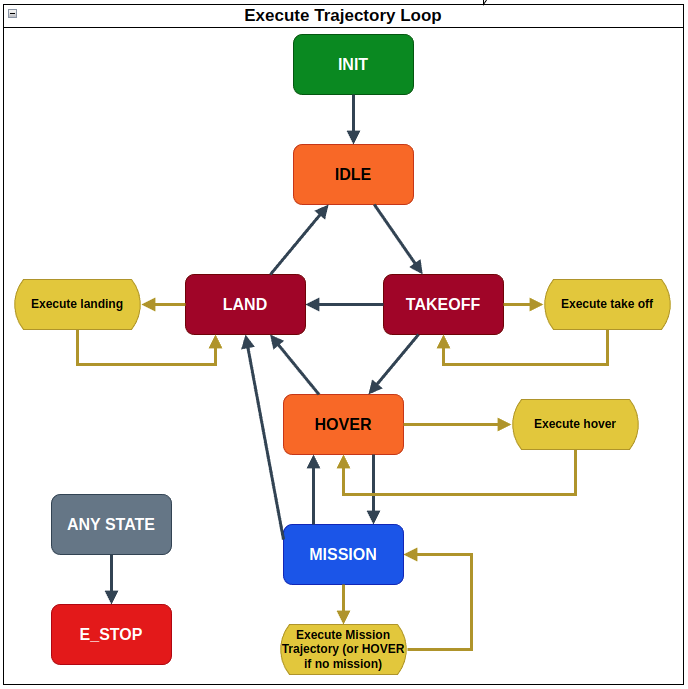 Execute Trajectory Loop
INIT
IDLE
Execute landing
LAND
TAKEOFF
Execute take off
HOVER
Execute hover
ANY STATE
MISSION
E_STOP
Execute Mission
Trajectory (or HOVER
if no mission)